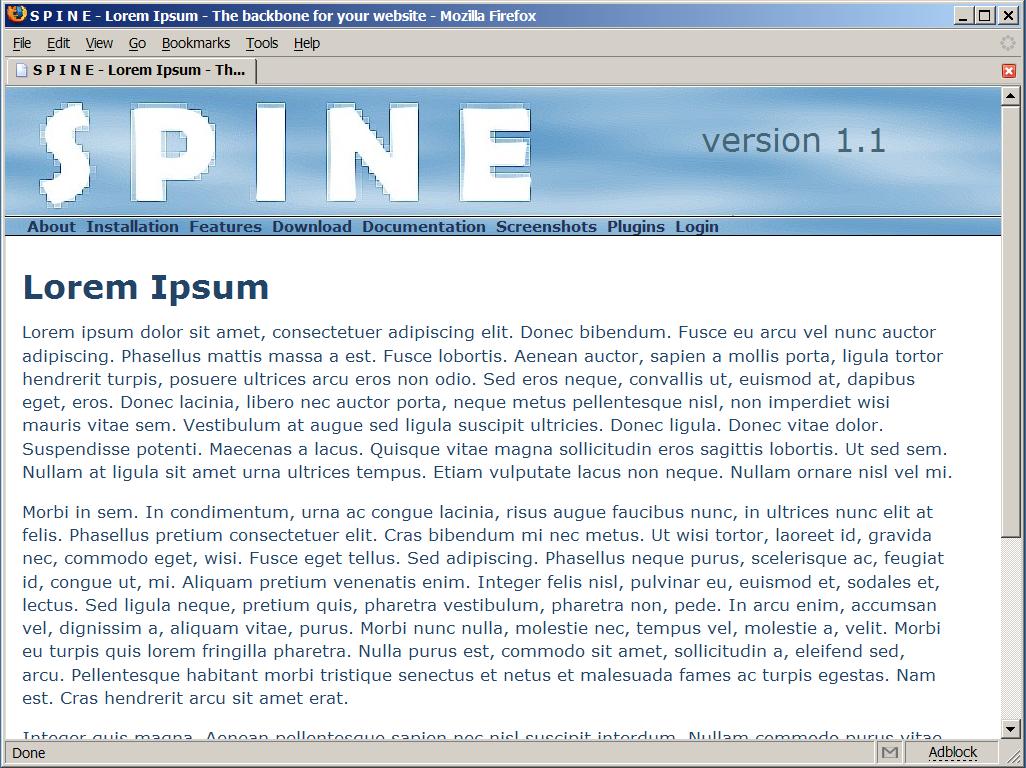 S P I N E - Lorem Ipsum - The backbone for your website - Mozilla Firefox
File Edit View Go Bookmarks Tools Help
S P I N E - Lorem Ipsum - Th...
SPINE
version 1.1
About Installation Features Download Documentation Screenshots Plugins Login
Lorem Ipsum
Lorem ipsum dolor sit amet, consectetuer adipiscing elit. Donec bibendum. Fusce eu arcu vel nunc auctor
adipiscing. Phasellus mattis massa a est. Fusce lobortis. Aenean auctor, sapien a mollis porta, ligula tortor
hendrerit turpis, posuere ultrices arcu eros non odio. Sed eros neque, convallis ut, euismod at, dapibus
eget, eros. Donec lacinia, libero nec auctor porta, neque metus pellentesque nisl, non imperdiet wisi
mauris vitae sem. Vestibulum at augue sed ligula suscipit ultricies. Donec ligula. Donec vitae dolor.
Suspendisse potenti. Maecenas a lacus. Quisque vitae magna sollicitudin eros sagittis lobortis. Ut sed sem.
Nullam at ligula sit amet urna ultrices tempus. Etiam vulputate lacus non neque. Nullam ornare nisl vel mi.
Morbi in sem. In condimentum, urna ac congue lacinia, risus augue faucibus nunc, in ultrices nunc elit at
felis. Phasellus pretium consectetuer elit. Cras bibendum mi nec metus. Ut wisi tortor, laoreet id, gravida
nec, commodo eget, wisi. Fusce eget tellus. Sed adipiscing. Phasellus neque purus, scelerisque ac, feugiat
id, congue ut, mi. Aliquam pretium venenatis enim. Integer felis nisl, pulvinar eu, euismod et, sodales et,
lectus. Sed ligula neque, pretium quis, pharetra vestibulum, pharetra non, pede. In arcu enim, accumsan
vel, dignissim a, aliquam vitae, purus. Morbi nunc nulla, molestie nec, tempus vel, molestie a, velit. Morbi
eu turpis quis lorem fringilla pharetra. Nulla purus est, commodo sit amet, sollicitudin a, eleifend sed,
arcu. Pellentesque habitant morbi tristique senectus et netus et malesuada fames ac turpis egestas. Nam
est. Cras hendrerit arcu sit amet erat.
Integer quis magna. Aenean pellentesque sapien nec nisl suscipit interdum. Nullam commodo purus vitae
Done
Adblock